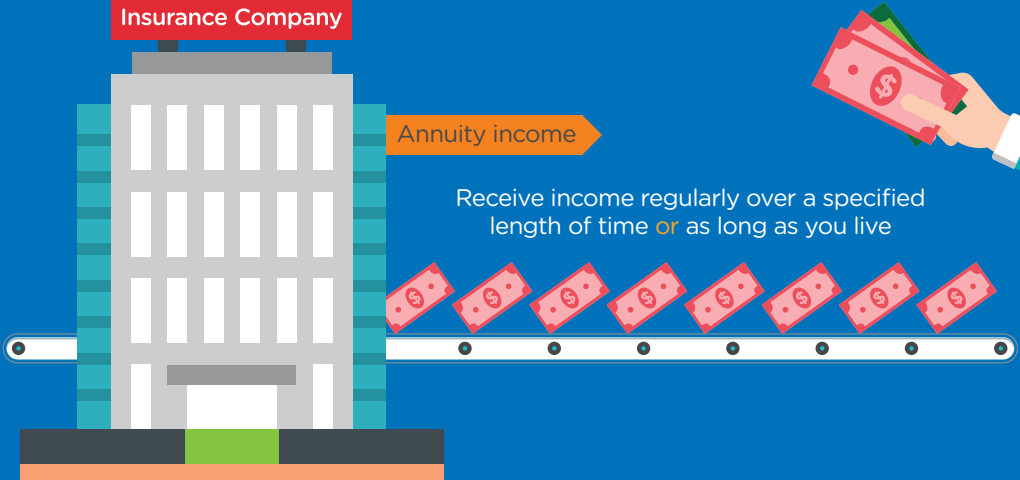 Insurance Company
Annuity income
Receive income regularly over a specified
length of time or as long as you live